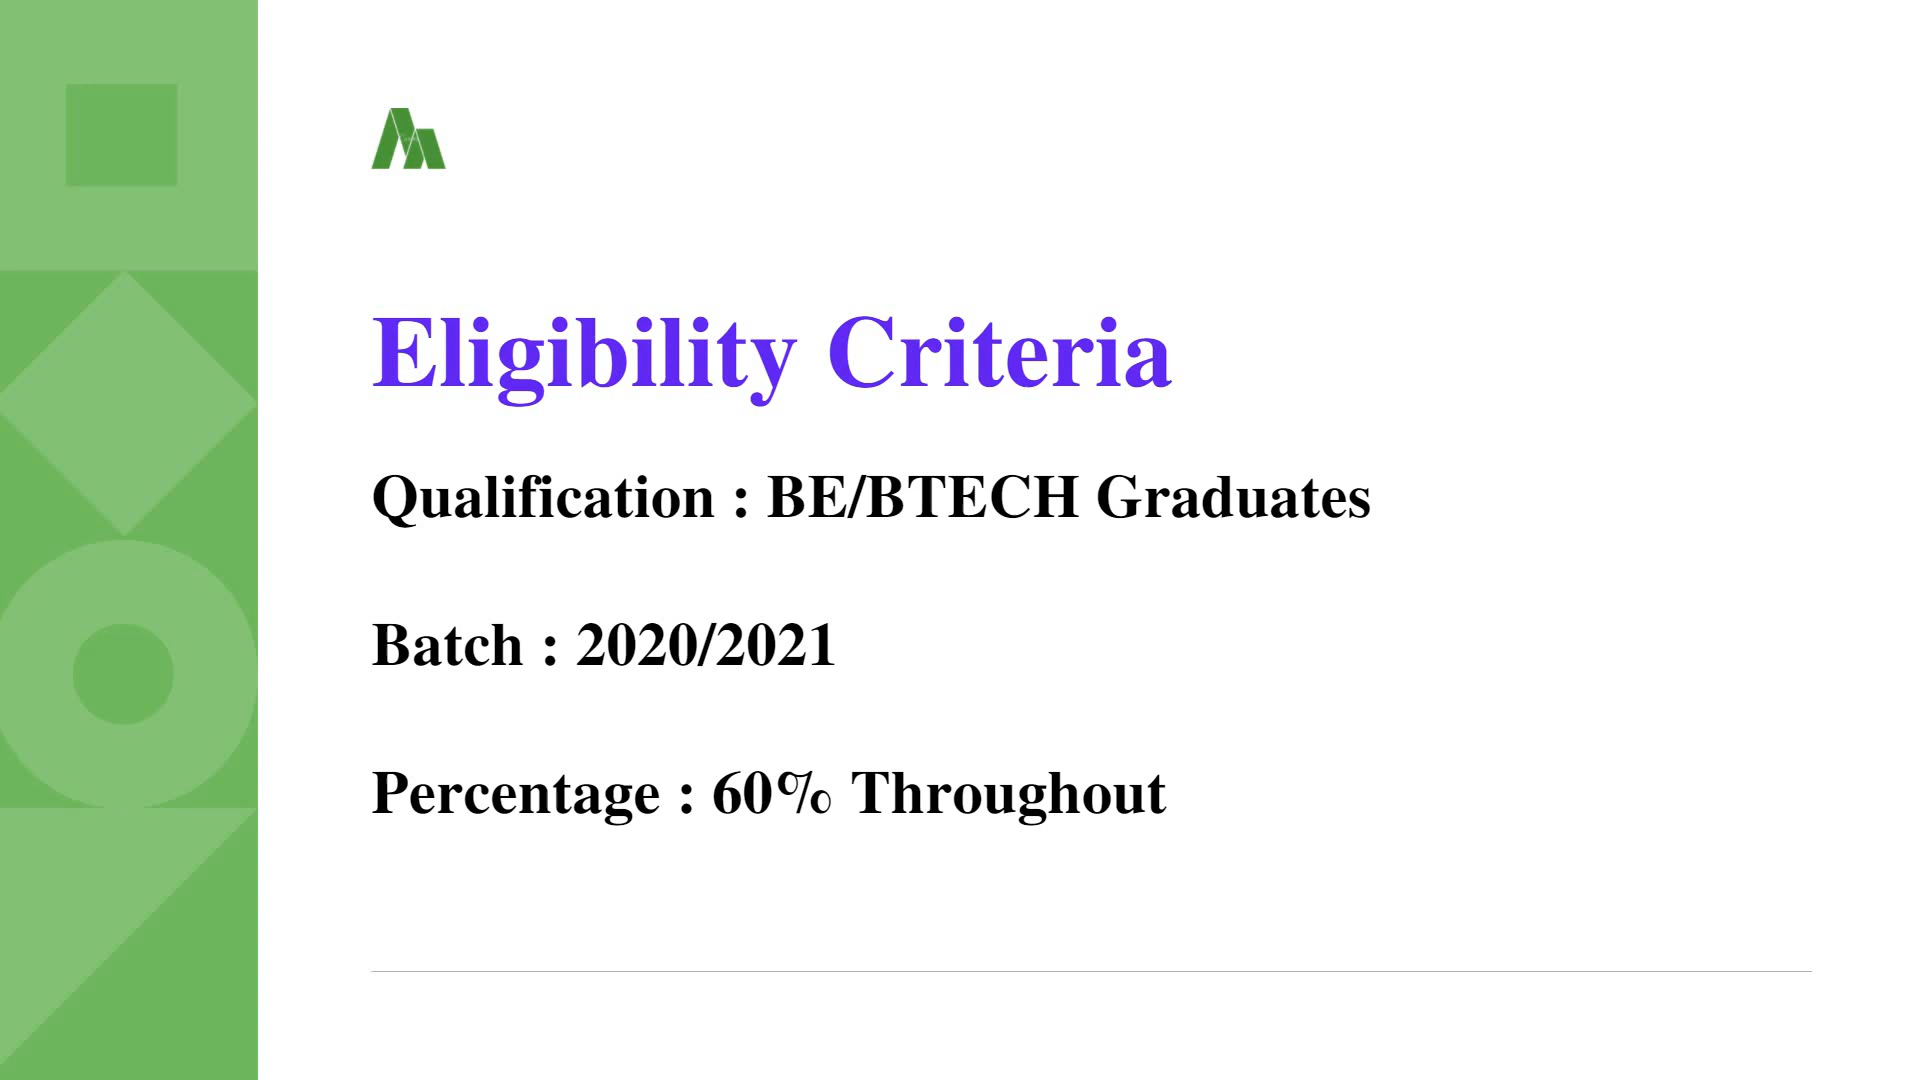 Eligibility Criteria
Qualification : BE/BTECH Graduates
Batch : 2020/2021
Percentage : 60% Throughout